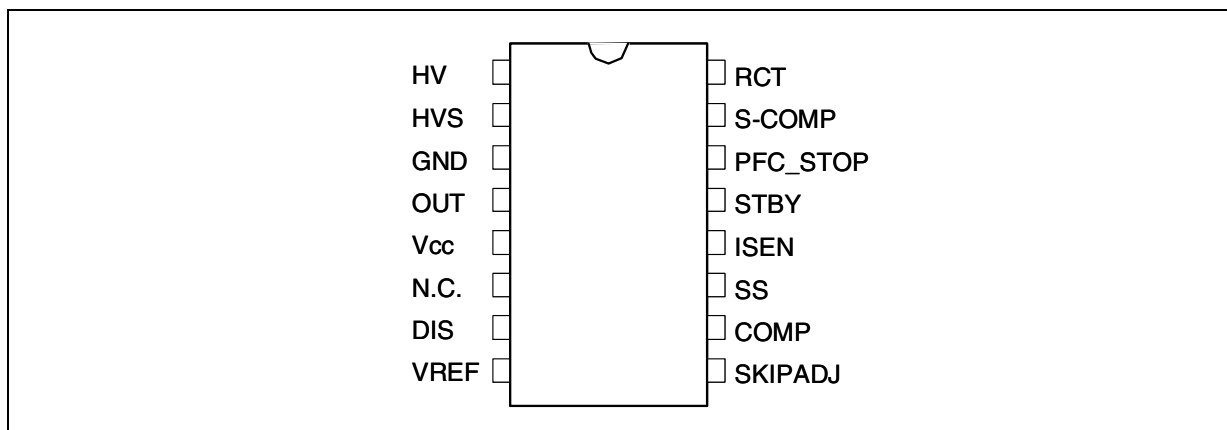 HV RCT
HVS S-COMP
GND PFC_STOP
OUT STBY
Vcc ISEN
N.C. SS
DIS COMP
VREF SKIPADJ